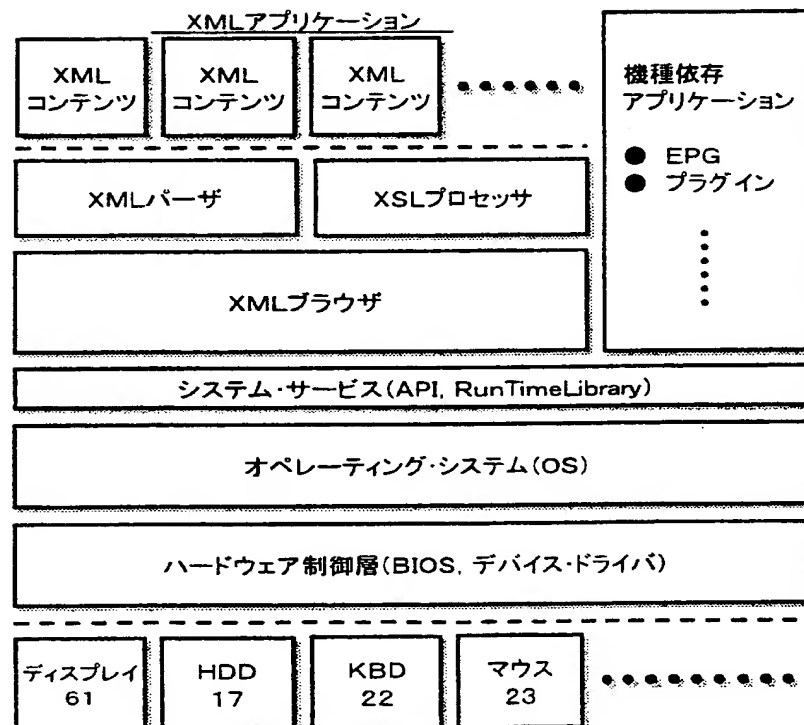 XMLアプリケーション
XML
コンテンツ
XML
コンテンツ
XML
コンテンツ
機種依存
アプリケーション
● EPG
● プラグイン
XMLパーザ
XSLプロセッサ
XMLブラウザ
システム・サービス(API, RunTimeLibrary)
オペレーティング・システム(OS)
ハードウェア制御層(BIOS, デバイス・ドライバ)
ディスプレイ
61
HDD
17
KBD
22
マウス
23